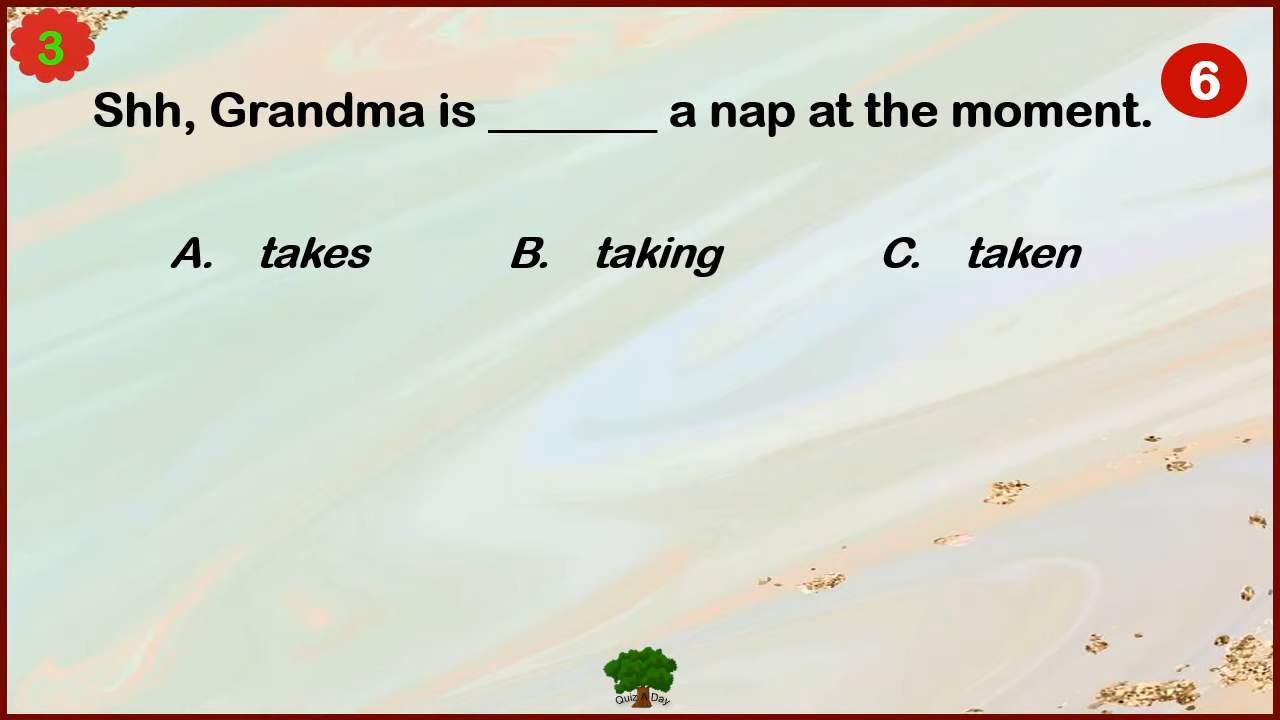 3
6
Shh, Grandma is _______ a nap at the moment.
A. takes B. taking C. taken
Quiz A Day